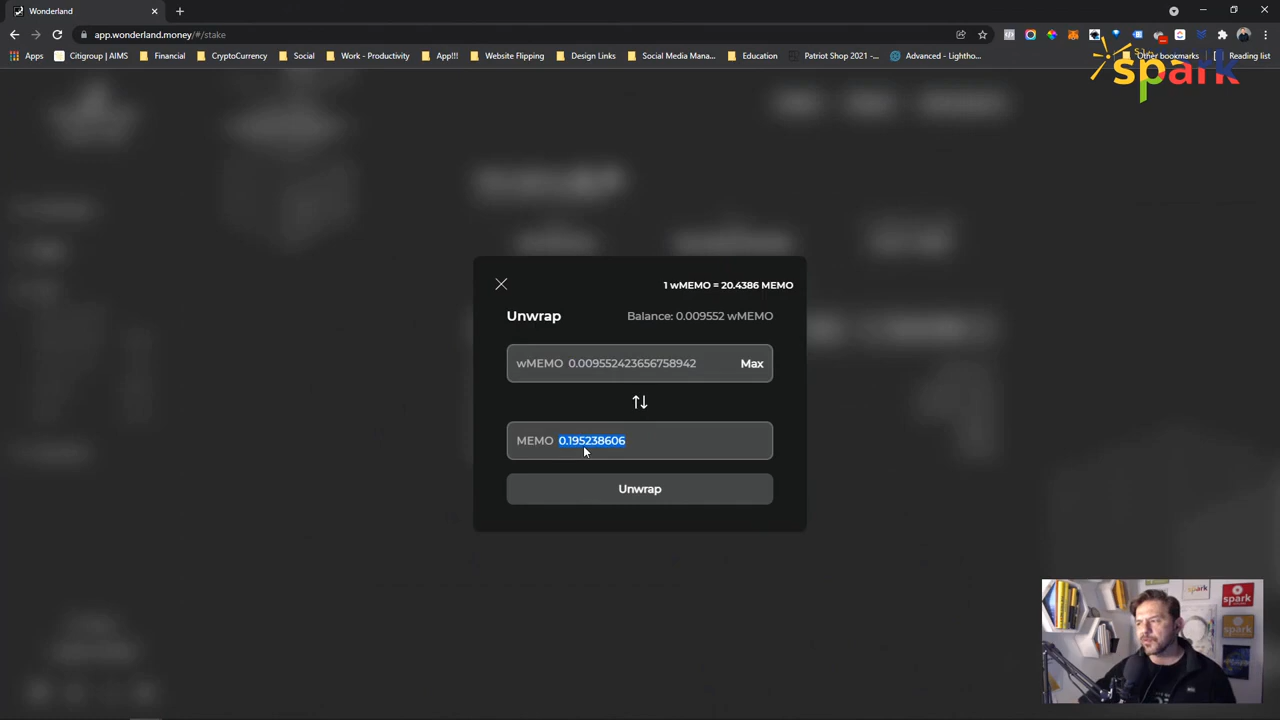 Wonderland
app.wonderland.money/#/stake
Apps Citigroup | AIMS Financial CryptoCurrency Social Work - Productivity App!!! Website Flipping Design Links Social Media Mana... Education Patriot Shop 2021 -... Advanced - Lightho... Other bookmarks Reading list
spark
1 wMEMO = 20.4386 MEMO
Unwrap Balance: 0.009552 wMEMO
wMEMO 0.009552423656758942 Max
MEMO 0.195238606
Unwrap
spark
spark